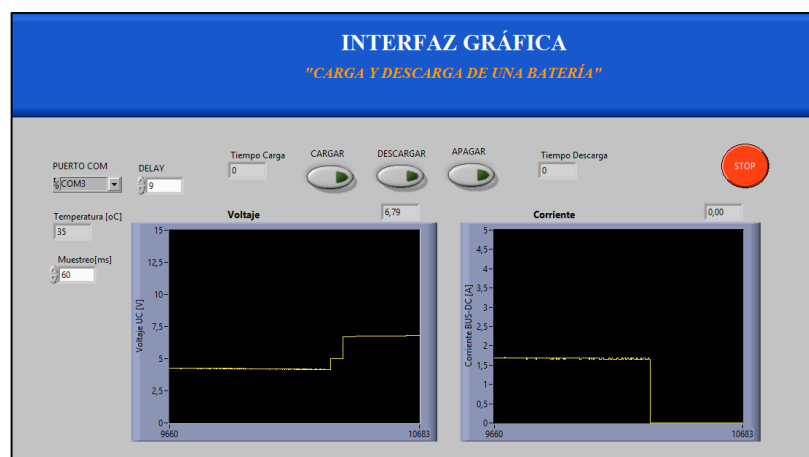 INTERFAZ GRÁFICA
"CARGA Y DESCARGA DE UNA BATERÍA"
PUERTO COM
COM3
DELAY
9
Tiempo Carga
0
CARGAR
DESCARGAR
APAGAR
Tiempo Descarga
0
STOP
Temperatura [oC]
35
Muestreo[ms]
60
Voltaje
6,79
Voltaje UC [V]
15
12,5
10
7,5
5
2,5
0
9660
10683
Corriente
0,00
Corriente BUS-DC [A]
5
4,5
4
3,5
3
2,5
2
1,5
1
0,5
0
9660
10683